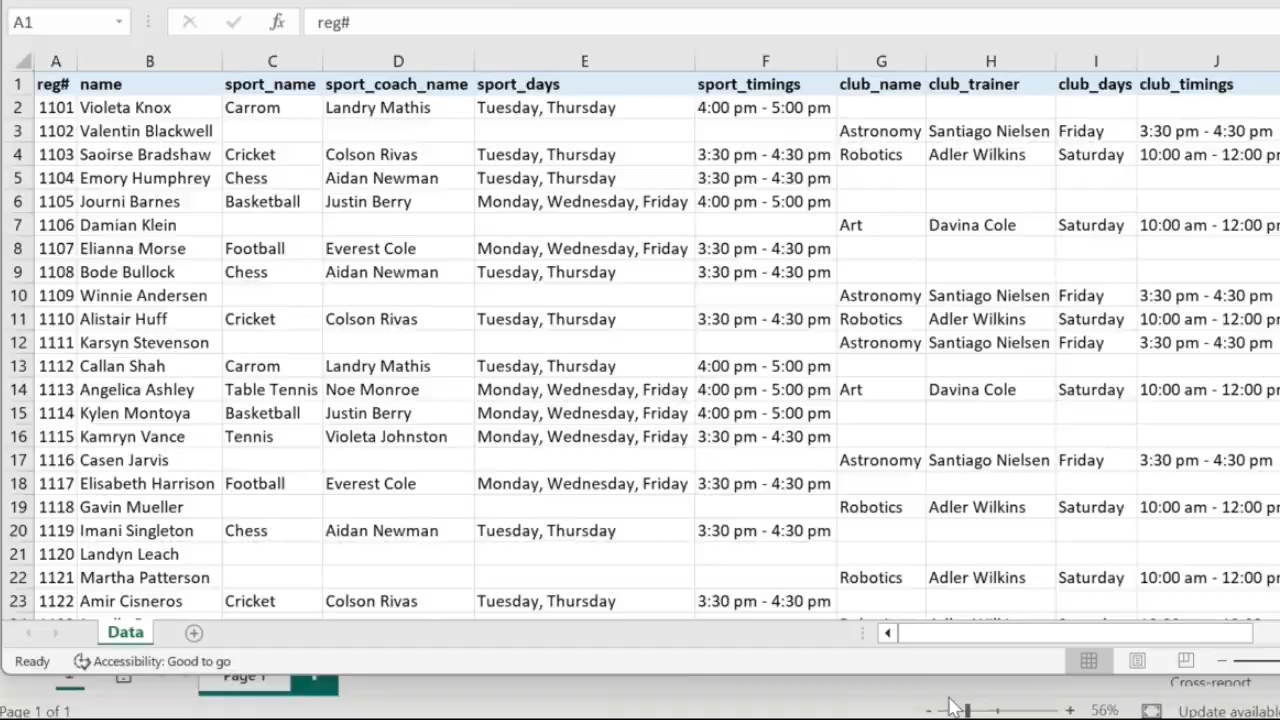 A1 fx reg#
A B C D E F G H I J
1 reg# name sport_name sport_coach_name sport_days sport_timings club_name club_trainer club_days club_timings
2 1101 Violeta Knox Carrom Landry Mathis Tuesday, Thursday 4:00 pm - 5:00 pm
3 1102 Valentin Blackwell Astronomy Santiago Nielsen Friday 3:30 pm - 4:30 pm
4 1103 Saoirse Bradshaw Cricket Colson Rivas Tuesday, Thursday 3:30 pm - 4:30 pm Robotics Adler Wilkins Saturday 10:00 am - 12:00 pm
5 1104 Emory Humphrey Chess Aidan Newman Tuesday, Thursday 3:30 pm - 4:30 pm
6 1105 Journi Barnes Basketball Justin Berry Monday, Wednesday, Friday 4:00 pm - 5:00 pm
7 1106 Damian Klein Art Davina Cole Saturday 10:00 am - 12:00 pm
8 1107 Elianna Morse Football Everest Cole Monday, Wednesday, Friday 3:30 pm - 4:30 pm
9 1108 Bode Bullock Chess Aidan Newman Tuesday, Thursday 3:30 pm - 4:30 pm
10 1109 Winnie Andersen Astronomy Santiago Nielsen Friday 3:30 pm - 4:30 pm
11 1110 Alistair Huff Cricket Colson Rivas Tuesday, Thursday 3:30 pm - 4:30 pm Robotics Adler Wilkins Saturday 10:00 am - 12:00 pm
12 1111 Karsyn Stevenson Astronomy Santiago Nielsen Friday 3:30 pm - 4:30 pm
13 1112 Callan Shah Carrom Landry Mathis Tuesday, Thursday 4:00 pm - 5:00 pm
14 1113 Angelica Ashley Table Tennis Noe Monroe Monday, Wednesday, Friday 4:00 pm - 5:00 pm Art Davina Cole Saturday 10:00 am - 12:00 pm
15 1114 Kylen Montoya Basketball Justin Berry Monday, Wednesday, Friday 4:00 pm - 5:00 pm
16 1115 Kamryn Vance Tennis Violeta Johnston Monday, Wednesday, Friday 3:30 pm - 4:30 pm
17 1116 Casen Jarvis Astronomy Santiago Nielsen Friday 3:30 pm - 4:30 pm
18 1117 Elisabeth Harrison Football Everest Cole Monday, Wednesday, Friday 3:30 pm - 4:30 pm
19 1118 Gavin Mueller Robotics Adler Wilkins Saturday 10:00 am - 12:00 pm
20 1119 Imani Singleton Chess Aidan Newman Tuesday, Thursday 3:30 pm - 4:30 pm
21 1120 Landyn Leach
22 1121 Martha Patterson Robotics Adler Wilkins Saturday 10:00 am - 12:00 pm
23 1122 Amir Cisneros Cricket Colson Rivas Tuesday, Thursday 3:30 pm - 4:30 pm
Data
Ready Accessibility: Good to go
Page 1 Cross-report
Page 1 of 1 - + 56% Update available